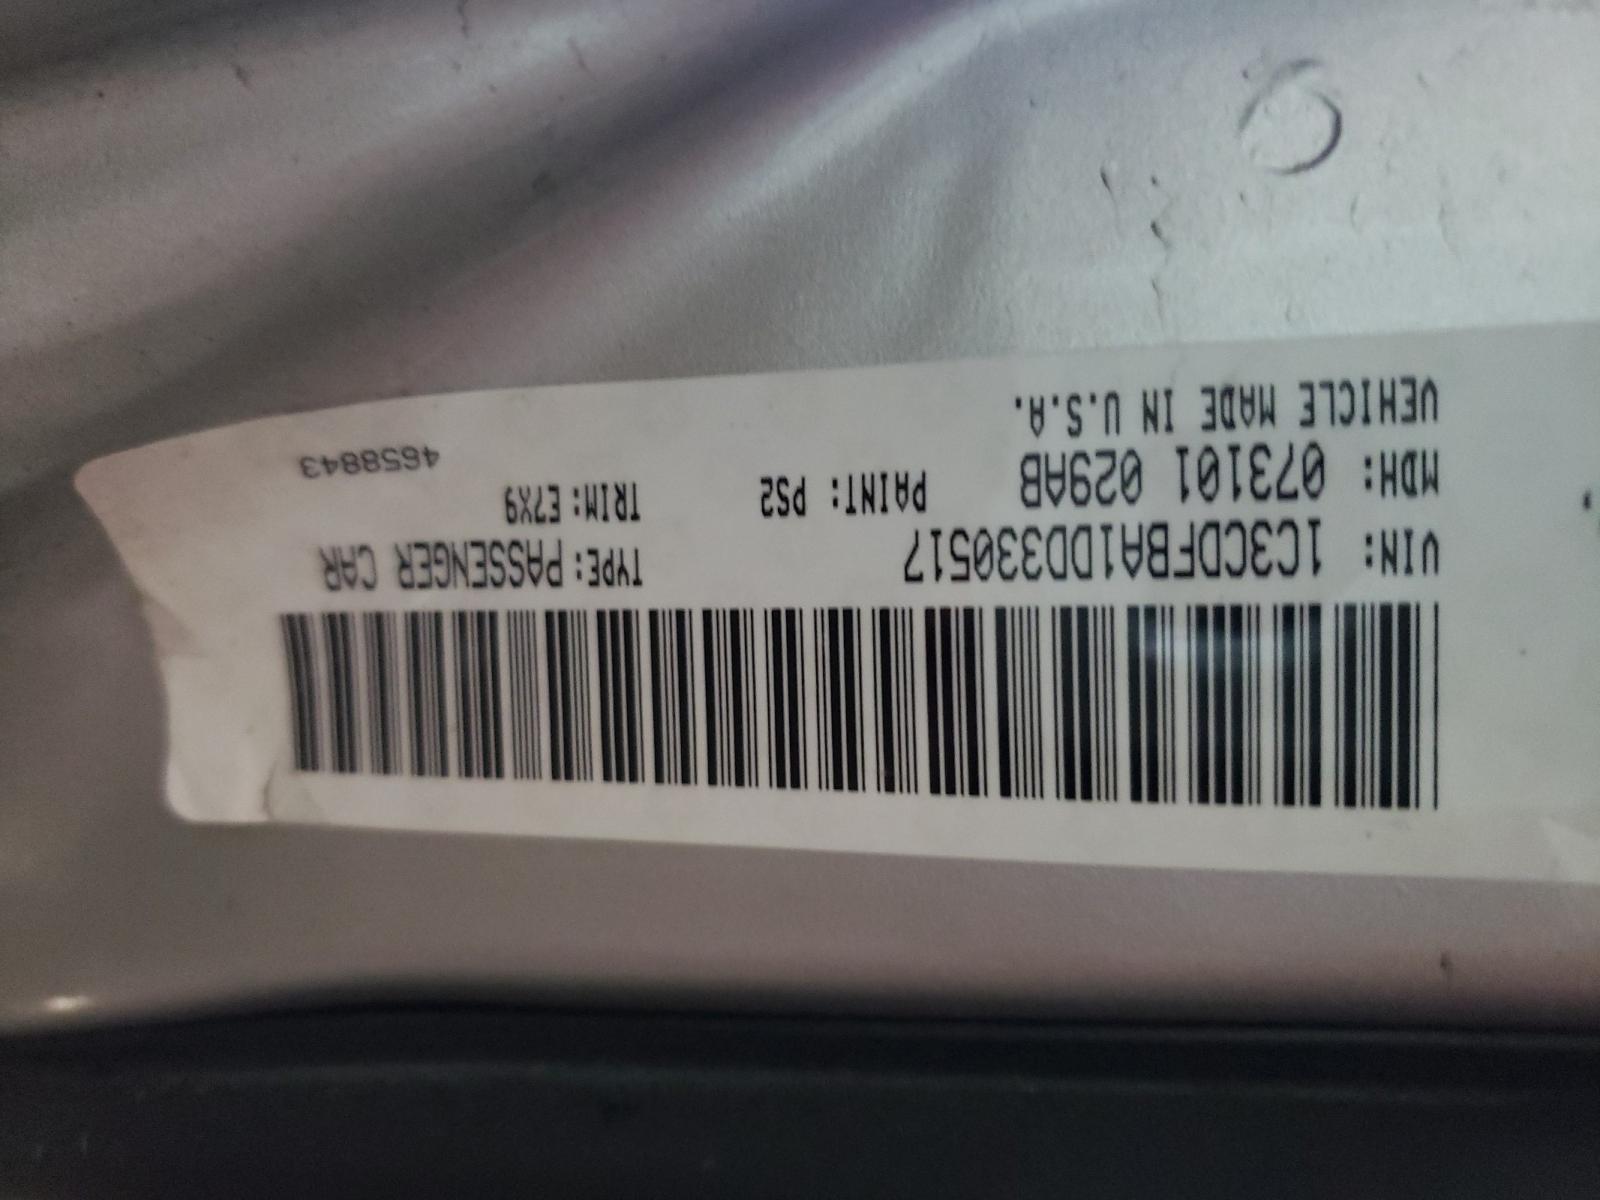 VIN: 1C3CDFBA1DD330517 TYPE: PASSENGER CAR
MDH: 073101 029AB PAINT: PS2 TRIM: E7X9
VEHICLE MADE IN U.S.A. 4658843